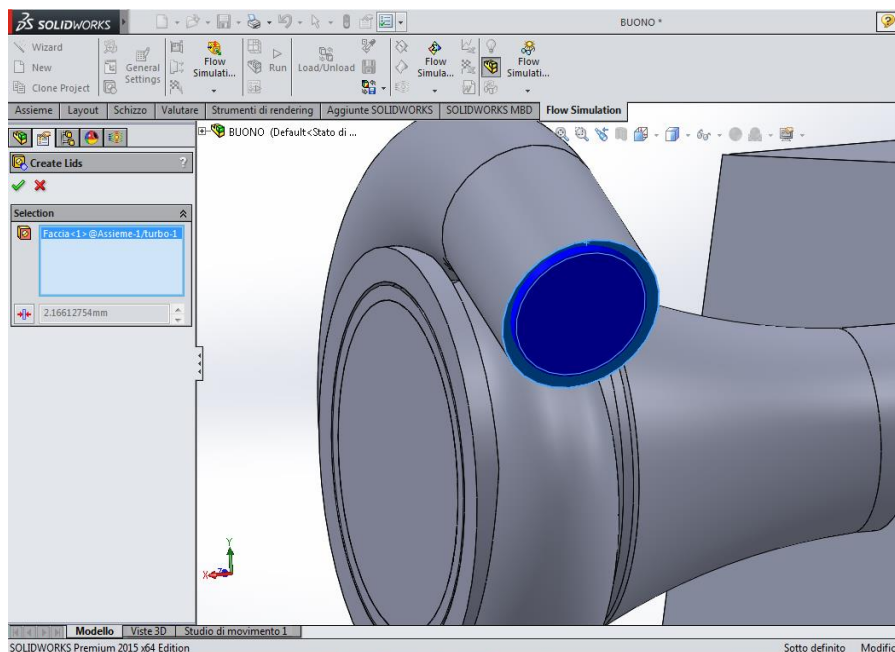 SOLIDWORKS
BUONO *
Wizard
New
Clone Project
General Settings
Flow Simulati...
Run
Load/Unload
Flow Simula...
Flow Simulati...
Assieme Layout Schizzo Valutare Strumenti di rendering Aggiunte SOLIDWORKS SOLIDWORKS MBD Flow Simulation
BUONO (Default<Stato di ...
Create Lids ?
Selection
Faccia<1>@Assieme-1/turbo-1
2.16612754mm
Y
X
Modello Viste 3D Studio di movimento 1
SOLIDWORKS Premium 2015 x64 Edition
Sotto definito Modific